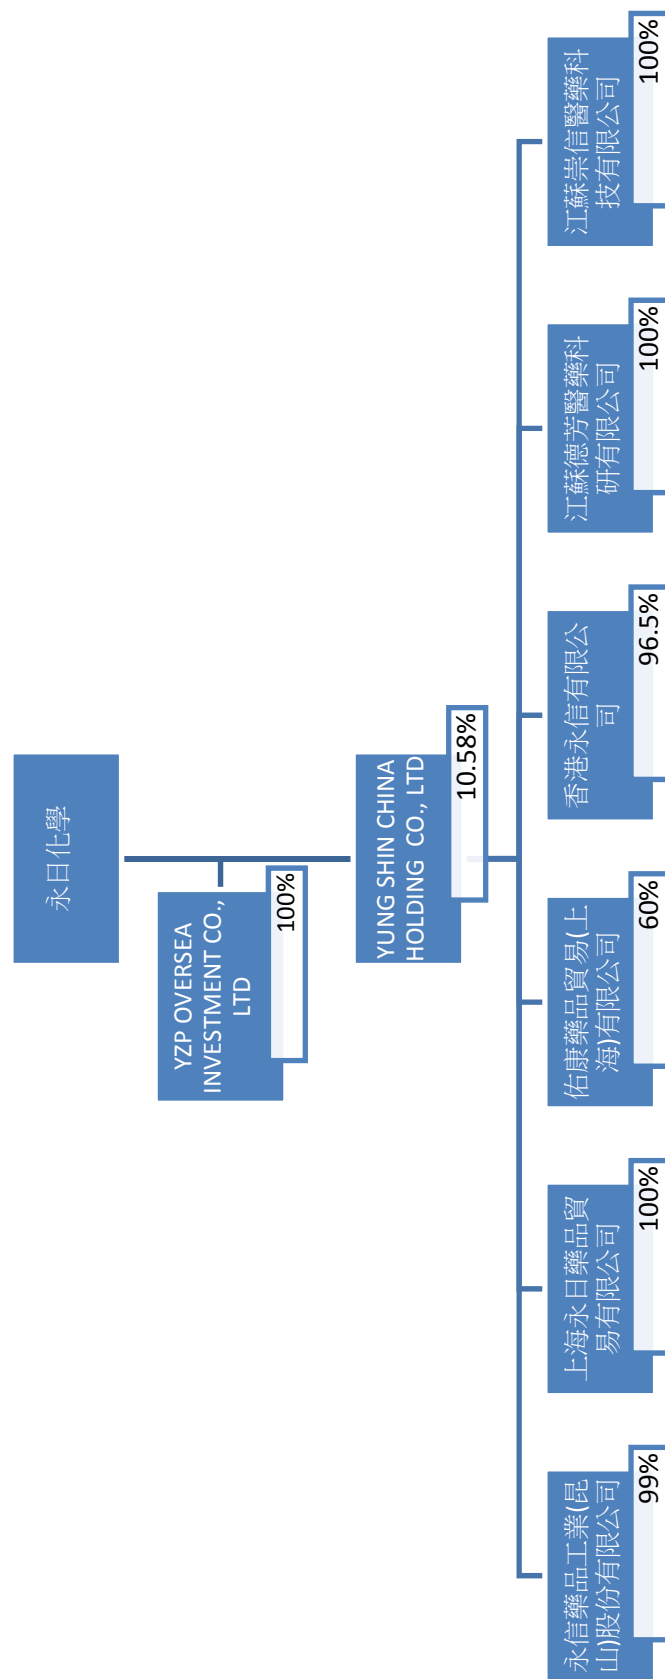 永日化學
YZP OVERSEA
INVESTMENT CO.,
LTD
100%
YUNG SHIN CHINA
HOLDING CO., LTD
10.58%
永信藥品工業(昆
山)股份有限公司
99%
上海永日藥品貿
易有限公司
100%
佑康藥品貿易(上
海)有限公司
60%
香港永信有限公
司
96.5%
江蘇德芳醫藥科
研有限公司
100%
江蘇崇信醫藥科
技有限公司
100%